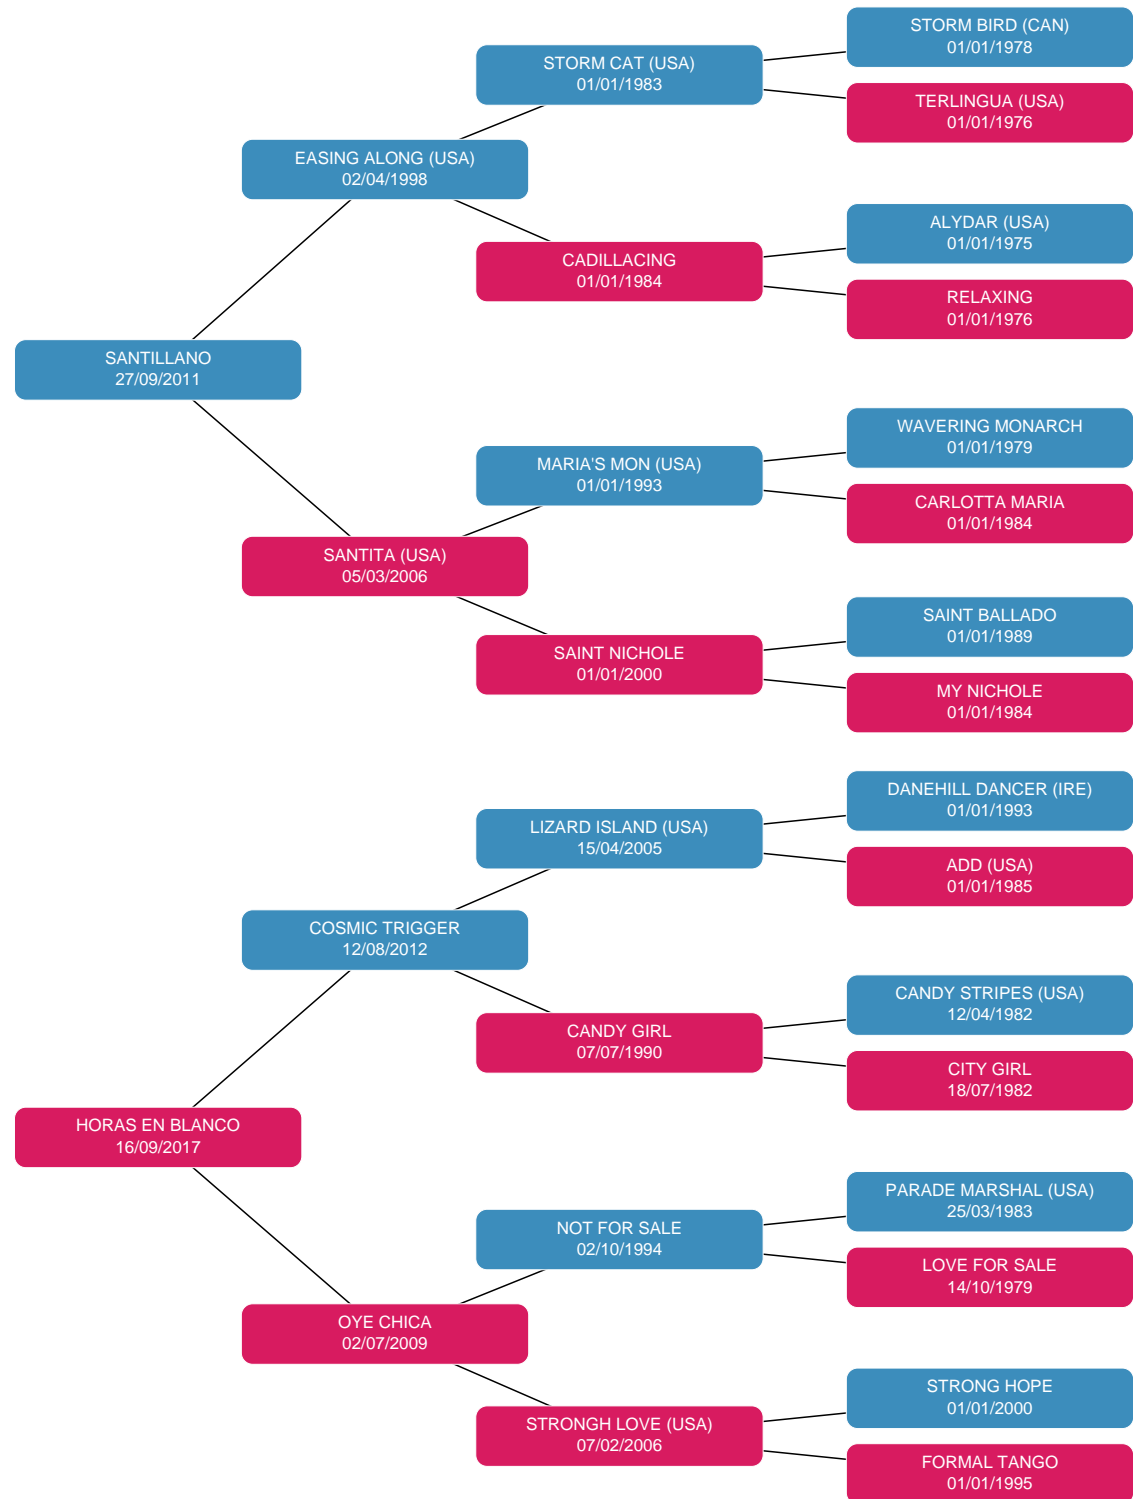 STORM BIRD (CAN)
01/01/1978
STORM CAT (USA)
01/01/1983
TERLINGUA (USA)
01/01/1976
EASING ALONG (USA)
02/04/1998
ALYDAR (USA)
01/01/1975
CADILLACING
01/01/1984
RELAXING
01/01/1976
SANTILLANO
27/09/2011
WAVERING MONARCH
01/01/1979
MARIA'S MON (USA)
01/01/1993
CARLOTTA MARIA
01/01/1984
SANTITA (USA)
05/03/2006
SAINT BALLADO
01/01/1989
SAINT NICHOLE
01/01/2000
MY NICHOLE
01/01/1984
DANEHILL DANCER (IRE)
01/01/1993
LIZARD ISLAND (USA)
15/04/2005
ADD (USA)
01/01/1985
COSMIC TRIGGER
12/08/2012
CANDY STRIPES (USA)
12/04/1982
CANDY GIRL
07/07/1990
CITY GIRL
18/07/1982
HORAS EN BLANCO
16/09/2017
PARADE MARSHAL (USA)
25/03/1983
NOT FOR SALE
02/10/1994
LOVE FOR SALE
14/10/1979
OYE CHICA
02/07/2009
STRONG HOPE
01/01/2000
STRONGH LOVE (USA)
07/02/2006
FORMAL TANGO
01/01/1995